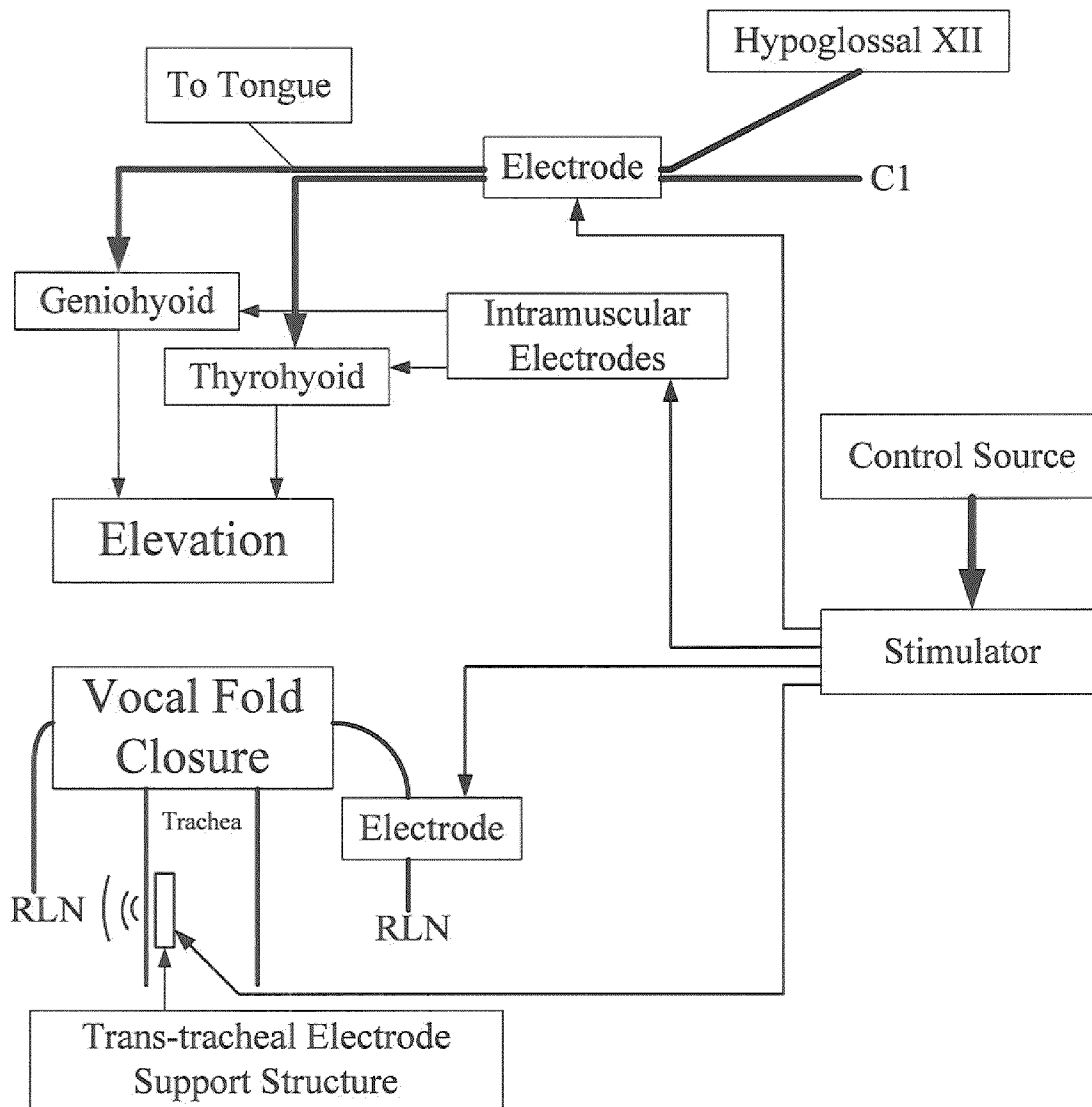 Hypoglossal XII
To Tongue
Electrode
C1
Geniohyoid
Intramuscular
Electrodes
Thyrohyoid
Control Source
Elevation
Stimulator
Vocal Fold
Closure
Trachea
Electrode
RLN
RLN
Trans-tracheal Electrode
Support Structure